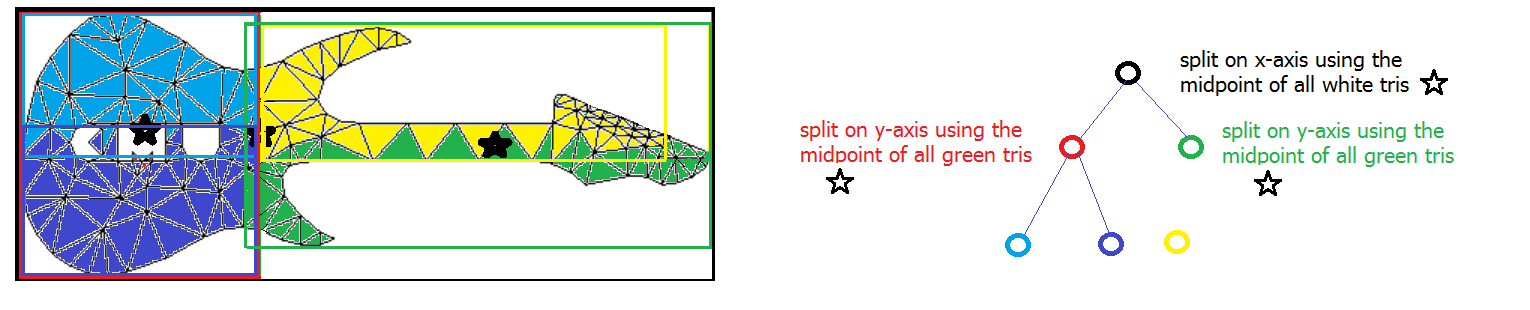 split on x-axis using the
midpoint of all white tris
split on y-axis using the
midpoint of all green tris
split on y-axis using the
midpoint of all green tris